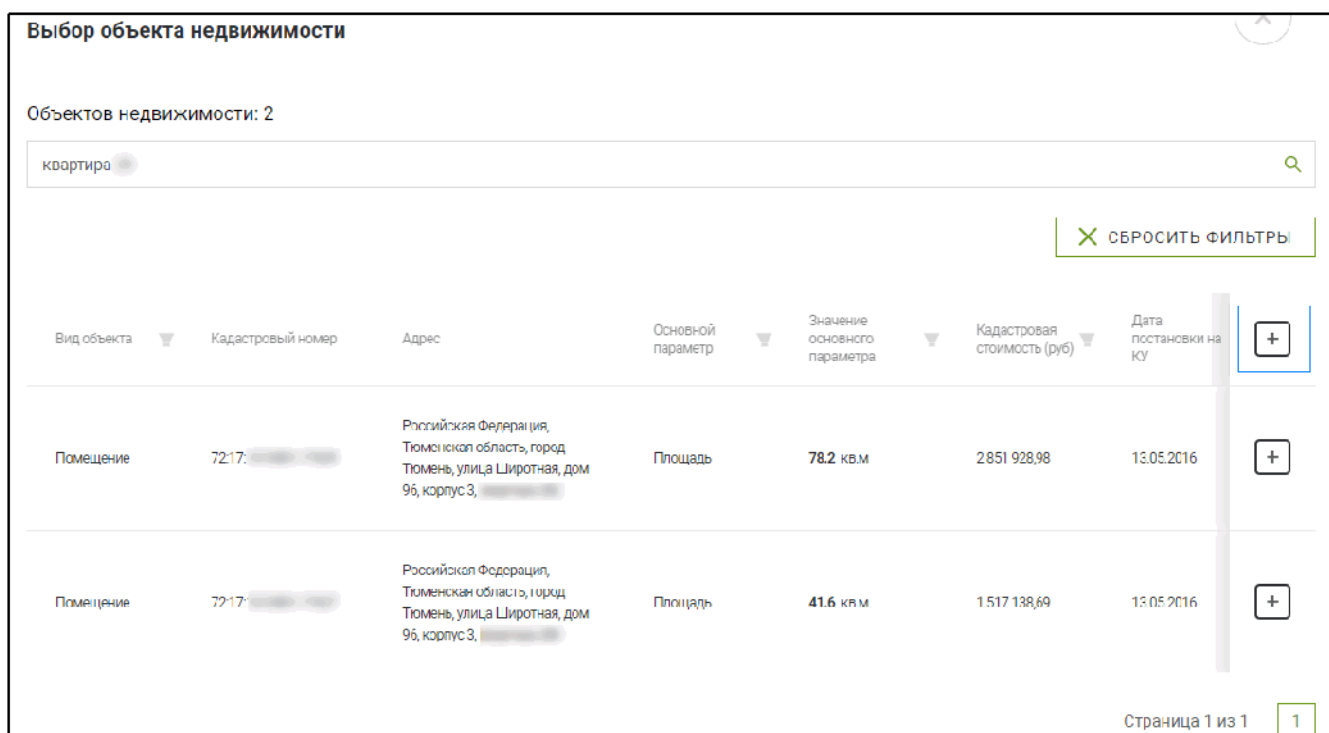 Выбор объекта недвижимости
Объектов недвижимости: 2
квартира
СБРОСИТЬ ФИЛЬТРЫ
Вид объекта
Кадастровый номер
Адрес
Основной
параметр
Значение
основного
параметра
Кадастровая
стоимость (руб)
Дата
постановки на
КУ
+
Помещение
72:17:
Российская Федерация,
Тюменская область, город
Тюмень, улица Широтная, дом
96, корпус 3,
Площадь
78.2 кв.м
2 851 928,98
13.05.2016
+
Помещение
72:17:
Российская Федерация,
Тюменская область, город
Тюмень, улица Широтная, дом
96, корпус 3,
Площадь
41.6 кв.м
1 517 138,69
13.05.2016
+
Страница 1 из 1
1